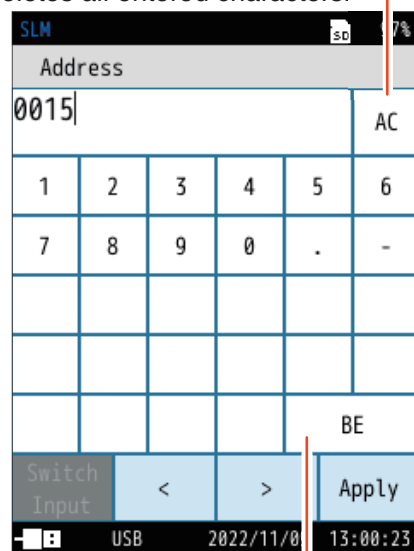 deletes all entered characters.
SLM SD 97%
Address
0015 AC
1 2 3 4 5 6
7 8 9 0 . -
BE
Switch Input < > Apply
USB 2022/11/0 13:00:23